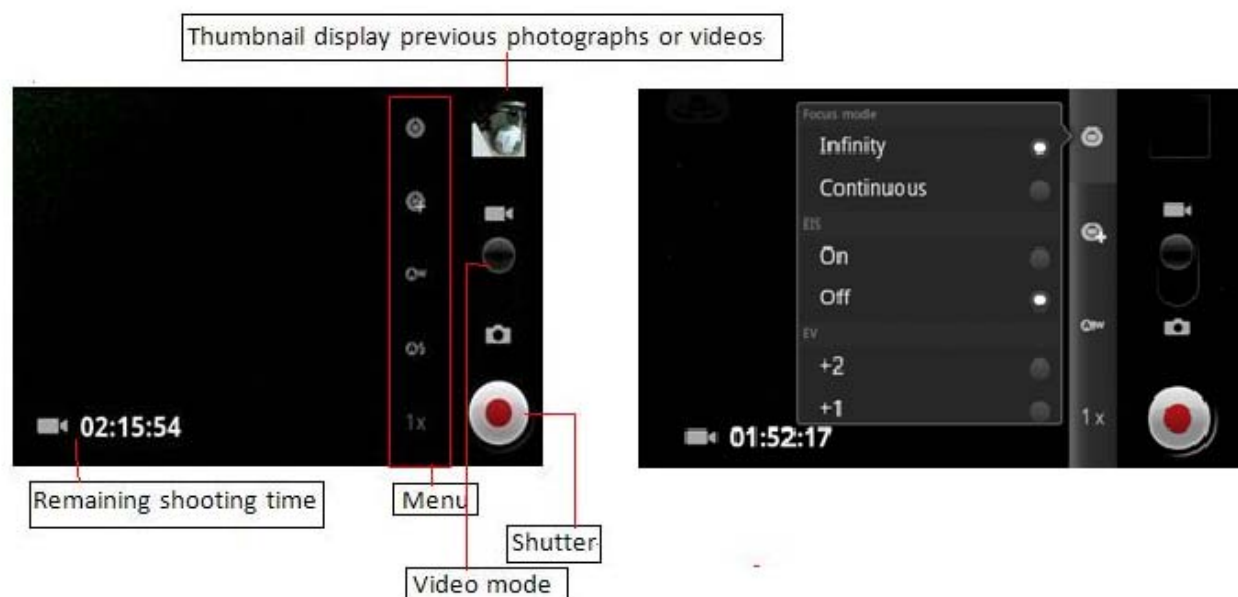 Thumbnail display previous photographs or videos
1x
02:15:54
Remaining shooting time
Menu
Shutter
Video mode
Focus mode
Infinity
Continuous
EIS
On
Off
EV
+2
+1
1x
01:52:17